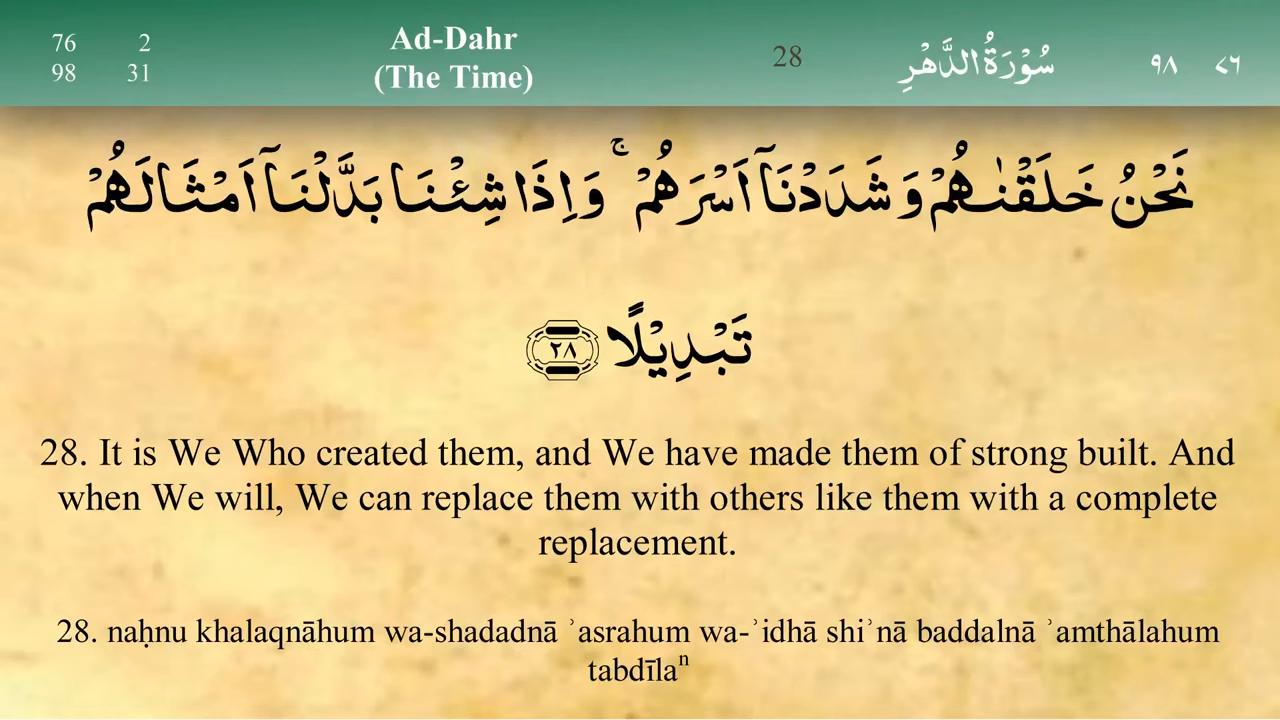 76 2 Ad-Dahr 28 سُوْرَةُ الدَّهْرِ ٩٨ ٧٦
98 31 (The Time)
نَحْنُ خَلَقْنٰهُمْ وَشَدَدْنَاۤ اَسْرَهُمْ ۚ وَاِذَا شِئْنَا بَدَّلْنَاۤ اَمْثَالَهُمْ
تَبْدِيْلًا ٢٨
28. It is We Who created them, and We have made them of strong built. And
when We will, We can replace them with others like them with a complete
replacement.
28. naḥnu khalaqnāhum wa-shadadnā ʾasrahum wa-ʾidhā shiʾnā baddalnā ʾamthālahum
tabdīlaⁿ